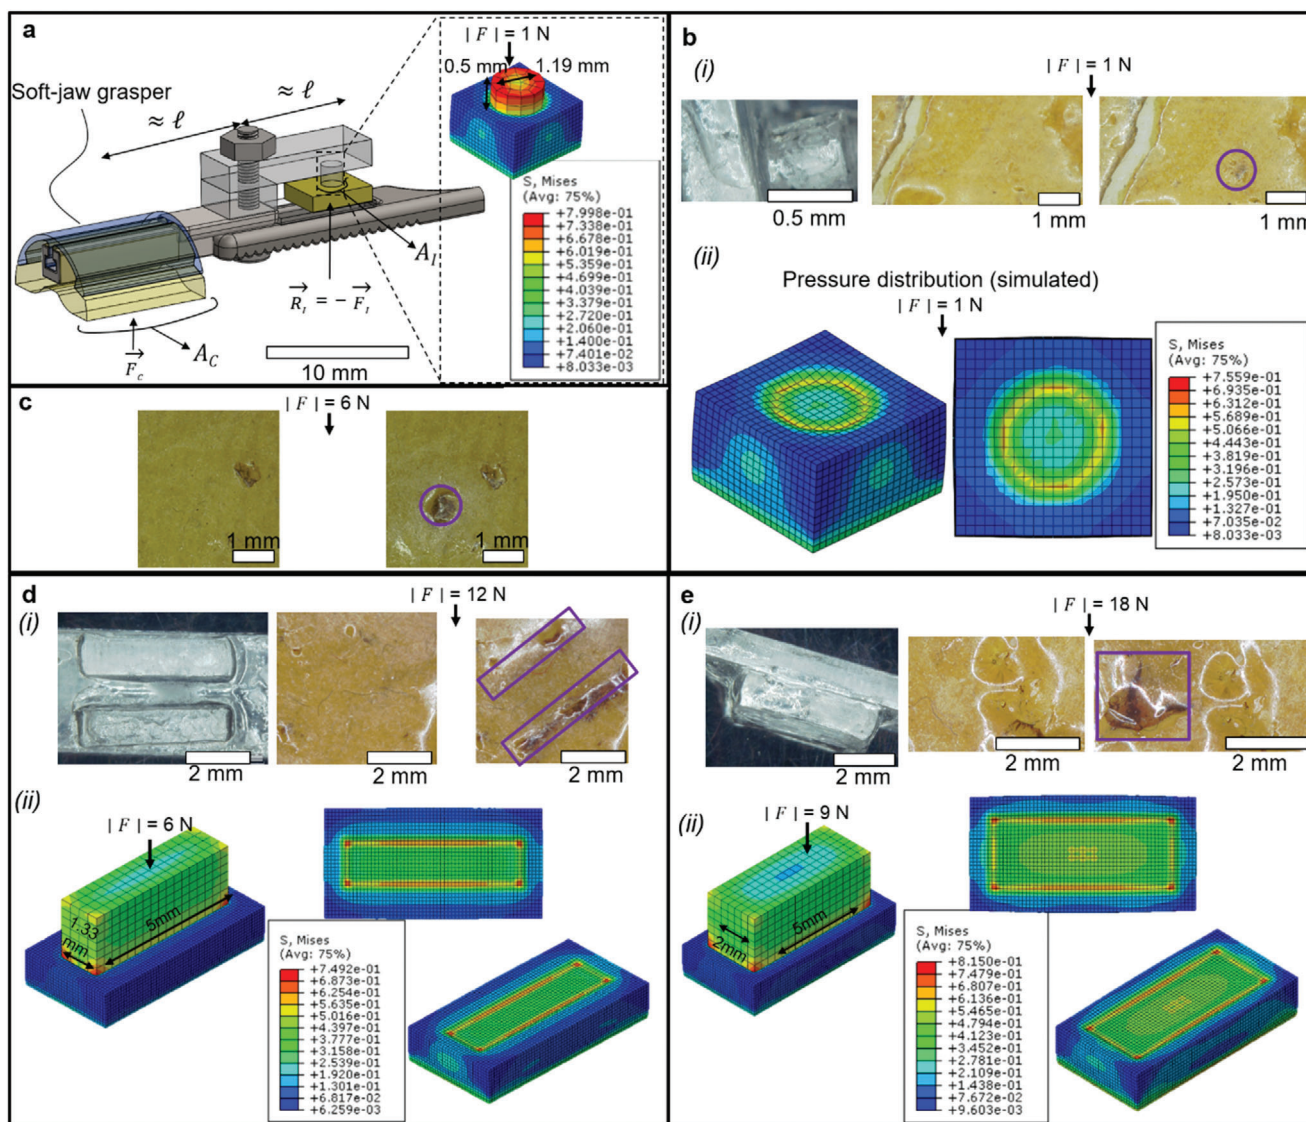 a
| F | = 1 N
0.5 mm
1.19 mm
Soft-jaw grasper
≈ ℓ
≈ ℓ
S, Mises
(Avg: 75%)
+7.998e-01
+7.338e-01
+6.678e-01
+6.019e-01
+5.359e-01
+4.699e-01
+4.039e-01
+3.379e-01
+2.720e-01
+2.060e-01
+1.400e-01
+7.401e-02
+8.033e-03
A_I
R_t = − F_t
F_c
A_C
10 mm
b
(i)
| F | = 1 N
0.5 mm
1 mm
1 mm
(ii)
Pressure distribution (simulated)
| F | = 1 N
S, Mises
(Avg: 75%)
+7.559e-01
+6.935e-01
+6.312e-01
+5.689e-01
+5.066e-01
+4.443e-01
+3.819e-01
+3.196e-01
+2.573e-01
+1.950e-01
+1.327e-01
+7.035e-02
+8.033e-03
c
| F | = 6 N
1 mm
1 mm
d
| F | = 12 N
(i)
2 mm
2 mm
2 mm
(ii)
| F | = 6 N
1.33
mm
5mm
S, Mises
(Avg: 75%)
+7.492e-01
+6.873e-01
+6.254e-01
+5.635e-01
+5.016e-01
+4.397e-01
+3.777e-01
+3.158e-01
+2.539e-01
+1.920e-01
+1.301e-01
+6.817e-02
+6.259e-03
e
| F | = 18 N
(i)
2 mm
2 mm
2 mm
(ii)
| F | = 9 N
2mm
5mm
S, Mises
(Avg: 75%)
+8.150e-01
+7.479e-01
+6.807e-01
+6.136e-01
+5.465e-01
+4.794e-01
+4.123e-01
+3.452e-01
+2.781e-01
+2.109e-01
+1.438e-01
+7.672e-02
+9.603e-03